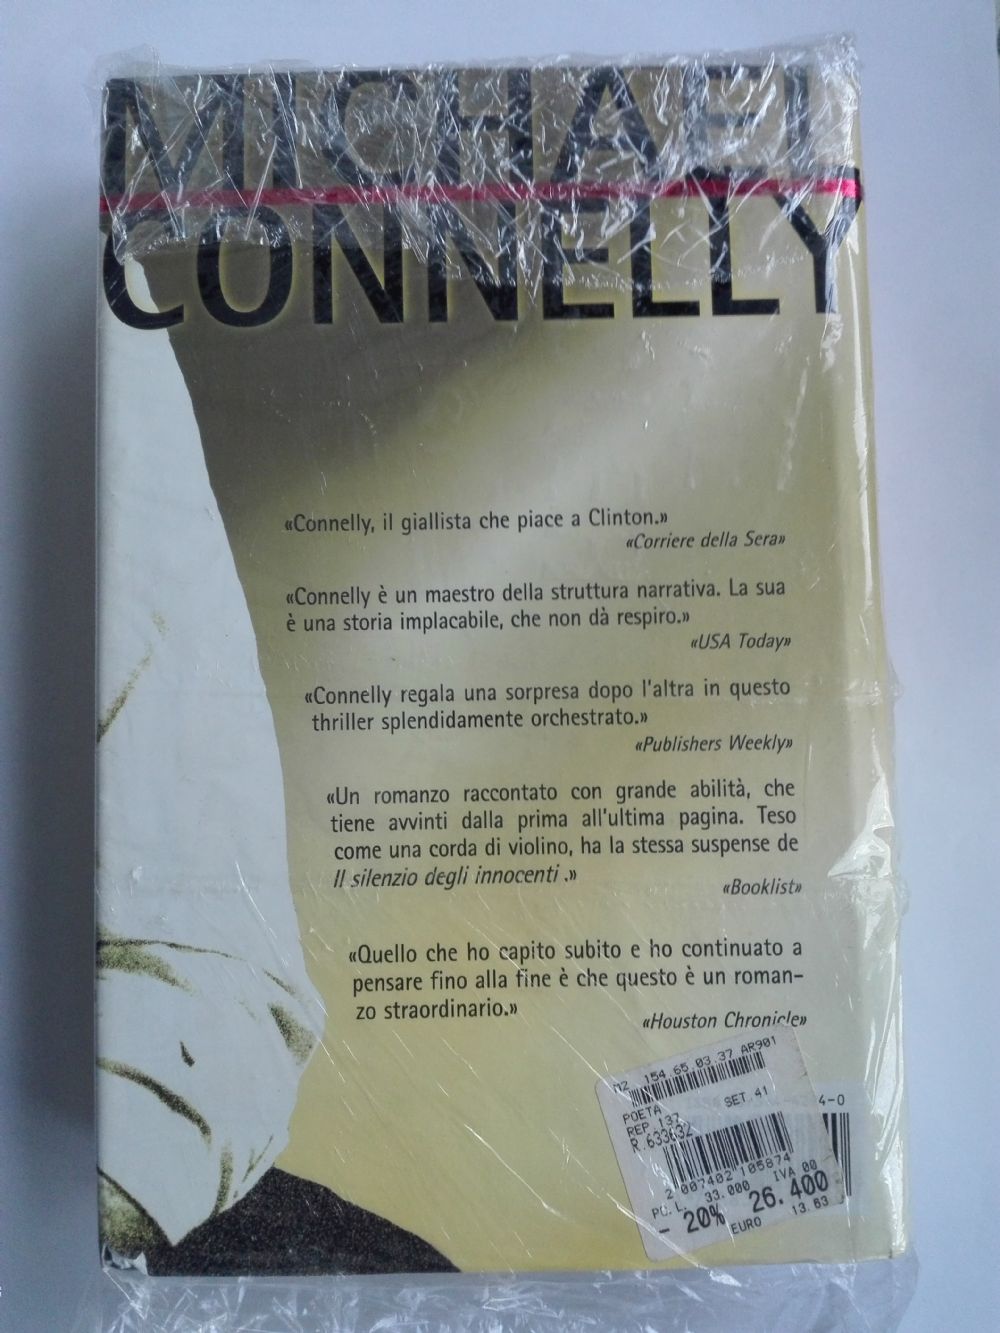 MICHAEL
CONNELLY
«Connelly, il giallista che piace a Clinton.»
«Corriere della Sera»
«Connelly è un maestro della struttura narrativa. La sua
è una storia implacabile, che non dà respiro.»
«USA Today»
«Connelly regala una sorpresa dopo l'altra in questo
thriller splendidamente orchestrato.»
«Publishers Weekly»
«Un romanzo raccontato con grande abilità, che
tiene avvinti dalla prima all'ultima pagina. Teso
come una corda di violino, ha la stessa suspense de
Il silenzio degli innocenti.»
«Booklist»
«Quello che ho capito subito e ho continuato a
pensare fino alla fine è che questo è un roman-
zo straordinario.»
«Houston Chronicle»
MZ 154.65.03.37 AR901
POETA SET.41
REP.137
R.633632
4-0
2 007402 105874
PC.L. 33.000 IVA 00
- 20% 26.400
EURO 13.63